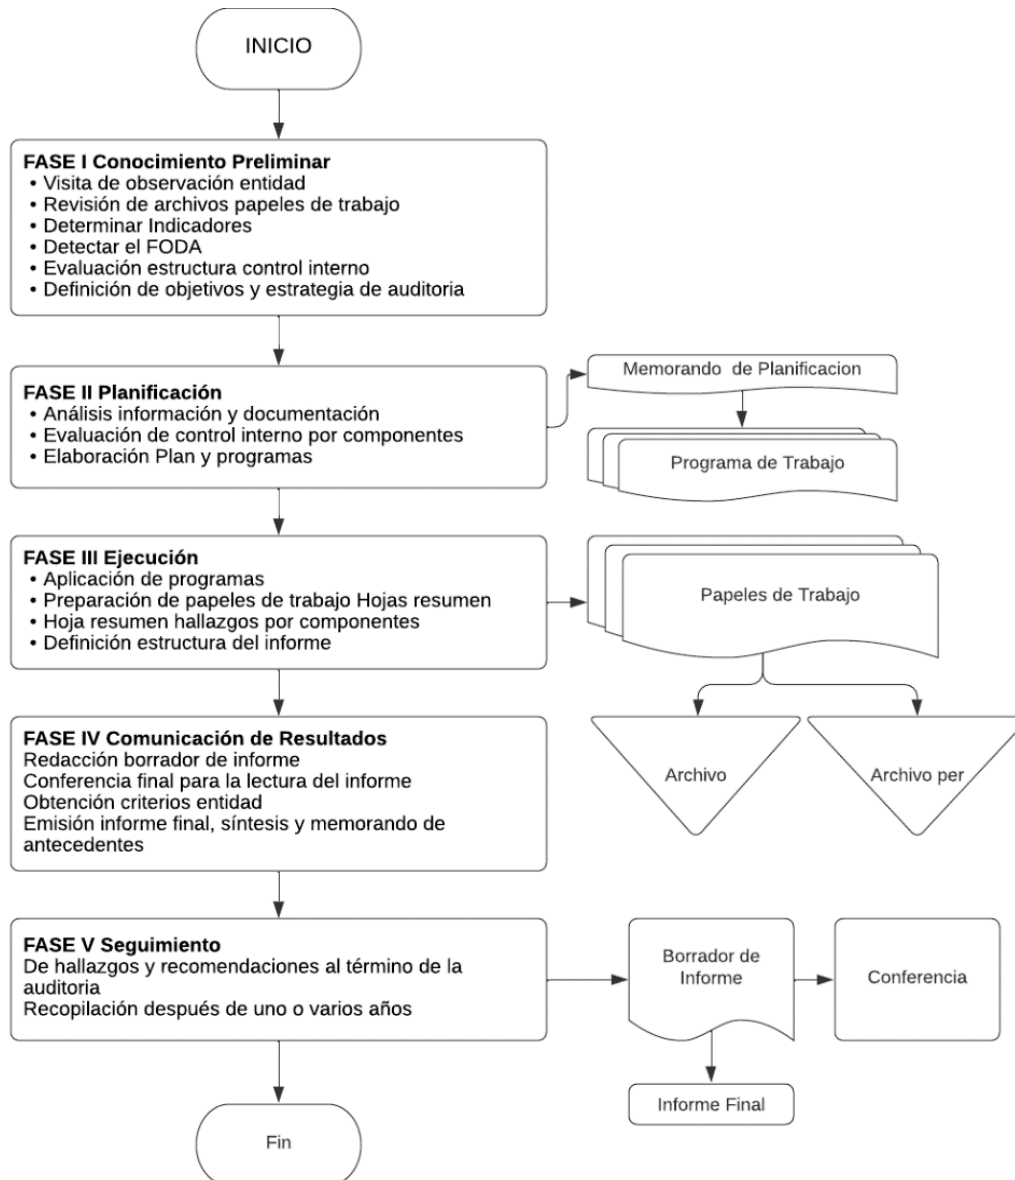 INICIO
FASE I Conocimiento Preliminar
• Visita de observación entidad
• Revisión de archivos papeles de trabajo
• Determinar Indicadores
• Detectar el FODA
• Evaluación estructura control interno
• Definición de objetivos y estrategia de auditoria
FASE II Planificación
• Análisis información y documentación
• Evaluación de control interno por componentes
• Elaboración Plan y programas
Memorando de Planificacion
Programa de Trabajo
FASE III Ejecución
• Aplicación de programas
• Preparación de papeles de trabajo Hojas resumen
• Hoja resumen hallazgos por componentes
• Definición estructura del informe
Papeles de Trabajo
Archivo
Archivo per
FASE IV Comunicación de Resultados
Redacción borrador de informe
Conferencia final para la lectura del informe
Obtención criterios entidad
Emisión informe final, síntesis y memorando de
antecedentes
FASE V Seguimiento
De hallazgos y recomendaciones al término de la
auditoria
Recopilación después de uno o varios años
Borrador de
Informe
Conferencia
Informe Final
Fin